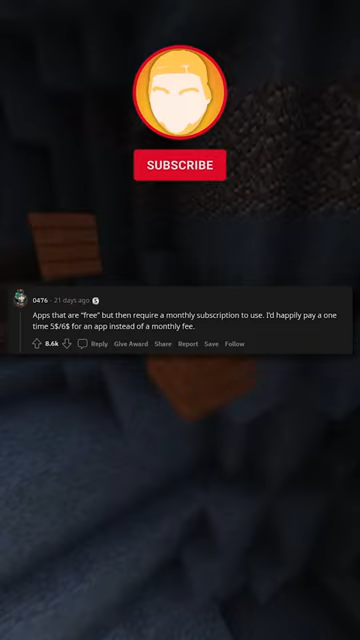 SUBSCRIBE
0476 · 21 days ago
Apps that are "free" but then require a monthly subscription to use. I'd happily pay a one
time 5$/6$ for an app instead of a monthly fee.
8.6k Reply Give Award Share Report Save Follow